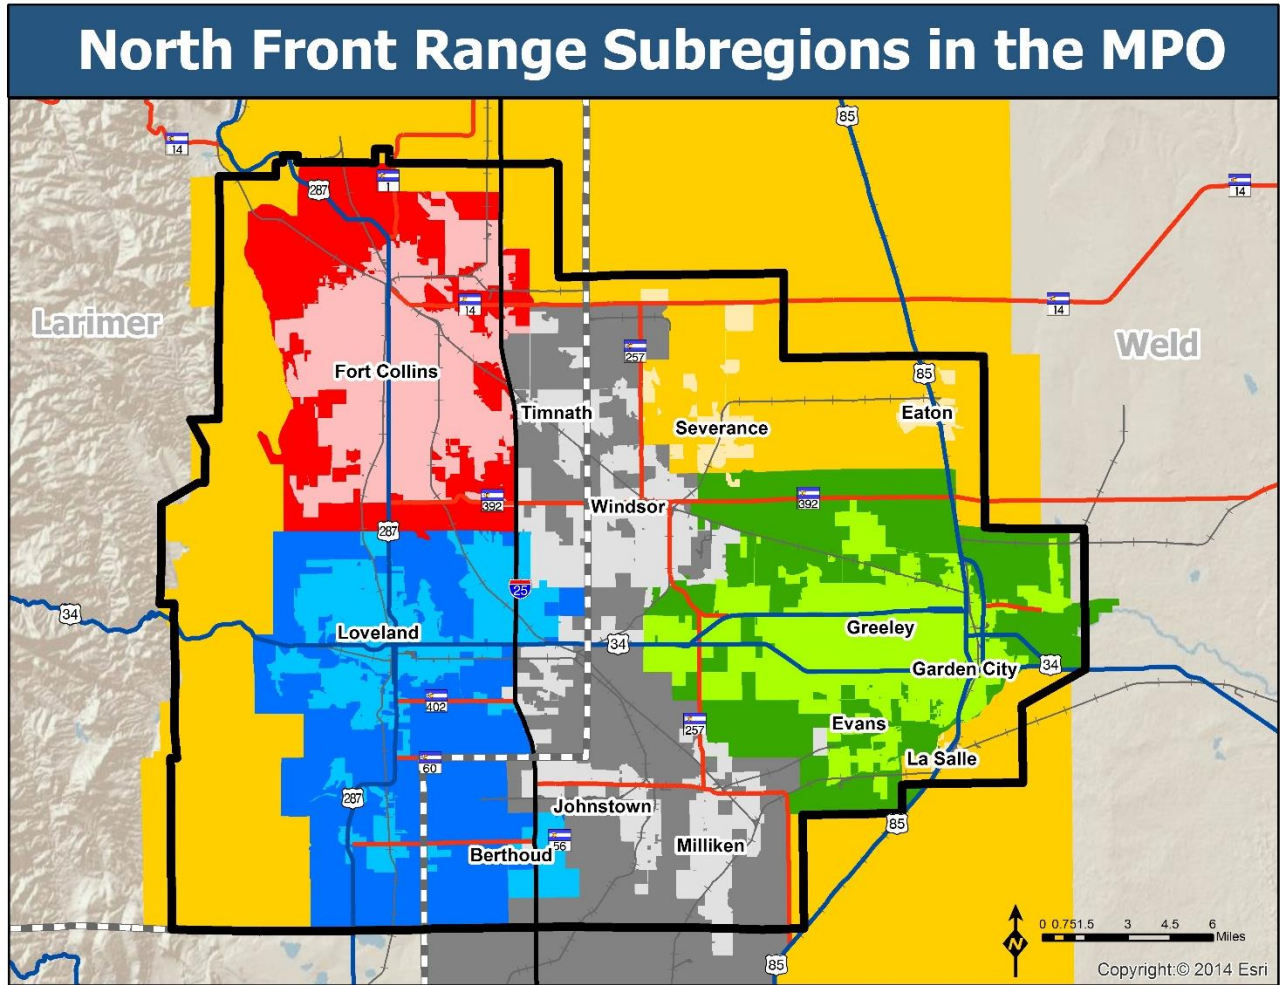 North Front Range Subregions in the MPO
85
14
14
287
1
Larimer
14
14
Weld
257
Fort Collins
85
Timnath
Severance
Eaton
392
Windsor
392
287
25
34
Loveland
34
Greeley
Garden City
34
402
257
Evans
60
La Salle
287
Johnstown
85
56
Berthoud
Milliken
0 0.75 1.5 3 4.5 6
Miles
N
85
Copyright:© 2014 Esri